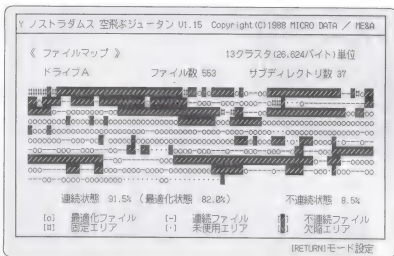 ノストラダムス 空飛ぶジュータン V1.15 Copyright(C)1988 MICRO DATA / ME&A
《 ファイルマップ 》 13クラスタ(26,624バイト)単位
ドライブA ファイル数 553 サブディレクトリ数 37
連続状態 91.5% (最適化状態 82.0%) 不連続状態 8.5%
[o] 最適化ファイル [-] 連続ファイル 不連続ファイル
固定エリア [・] 未使用エリア 欠陥エリア
[RETURN]モード設定